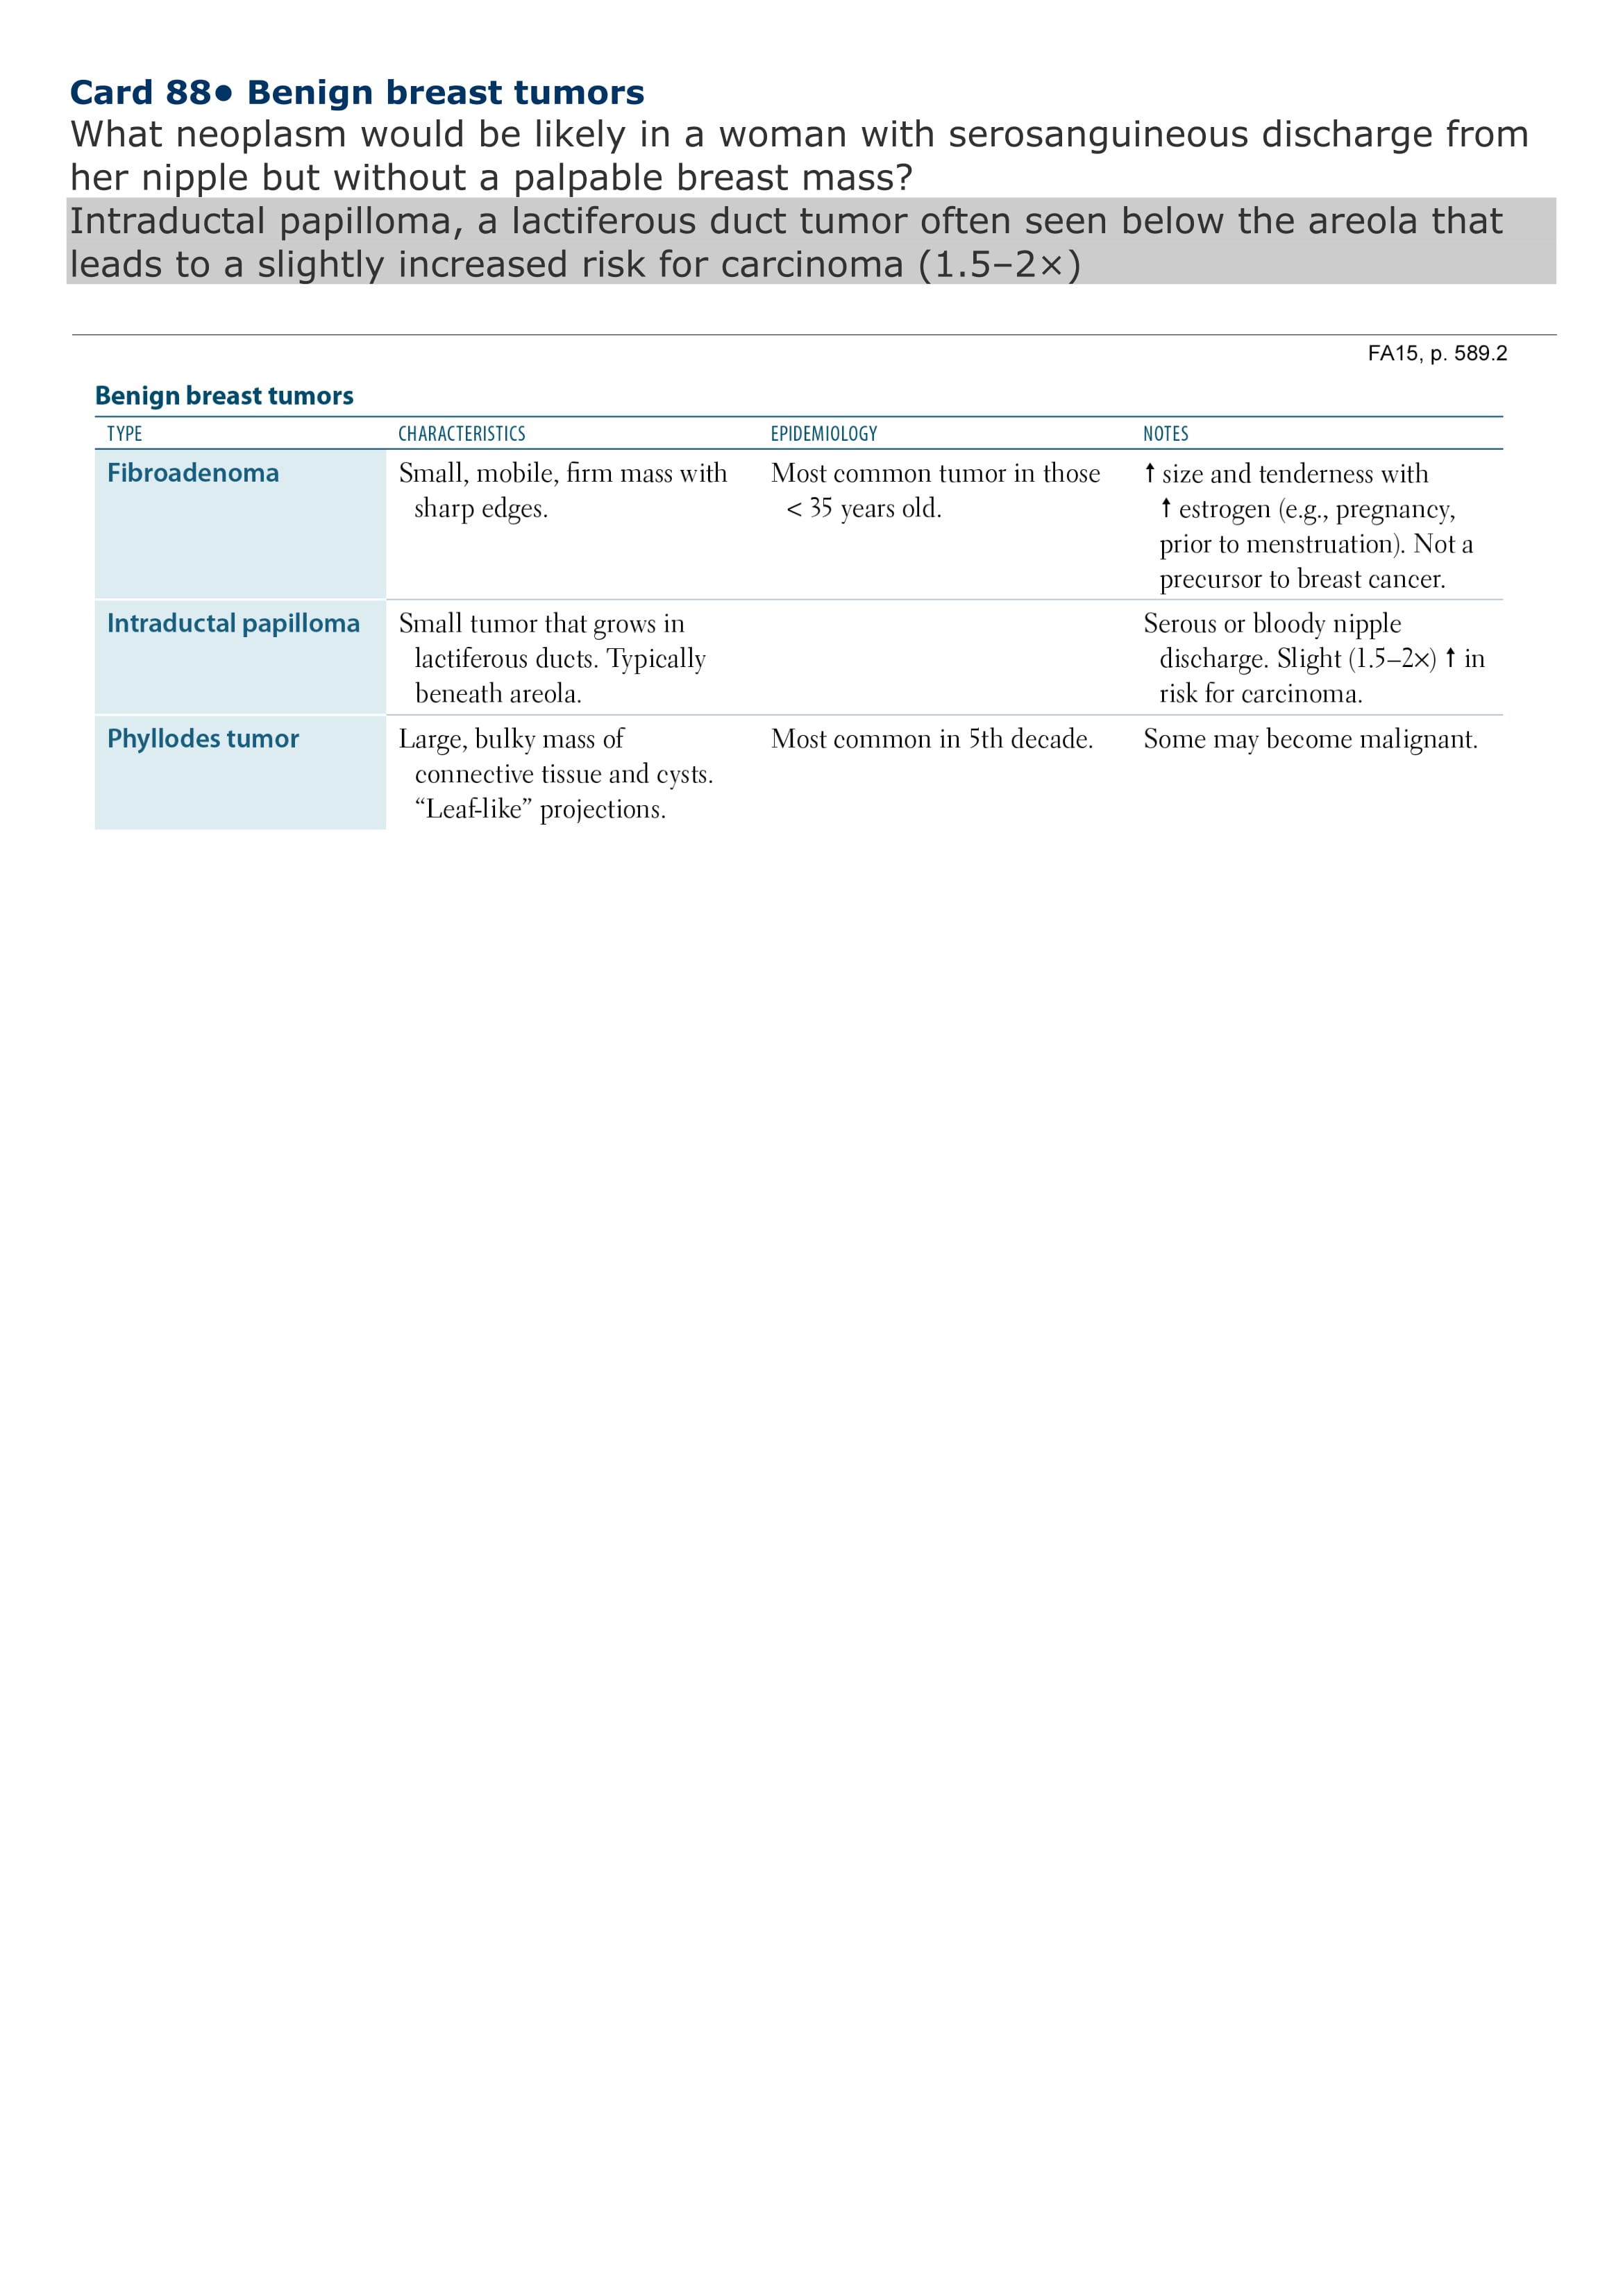 Card 88• Benign breast tumors
What neoplasm would be likely in a woman with serosanguineous discharge from
her nipple but without a palpable breast mass?
Intraductal papilloma, a lactiferous duct tumor often seen below the areola that
leads to a slightly increased risk for carcinoma (1.5–2×)
FA15, p. 589.2
Benign breast tumors
TYPE CHARACTERISTICS EPIDEMIOLOGY NOTES
Fibroadenoma Small, mobile, firm mass with Most common tumor in those ↑ size and tenderness with
sharp edges. < 35 years old. ↑ estrogen (e.g., pregnancy,
prior to menstruation). Not a
precursor to breast cancer.
Intraductal papilloma Small tumor that grows in Serous or bloody nipple
lactiferous ducts. Typically discharge. Slight (1.5–2×) ↑ in
beneath areola. risk for carcinoma.
Phyllodes tumor Large, bulky mass of Most common in 5th decade. Some may become malignant.
connective tissue and cysts.
“Leaf-like” projections.